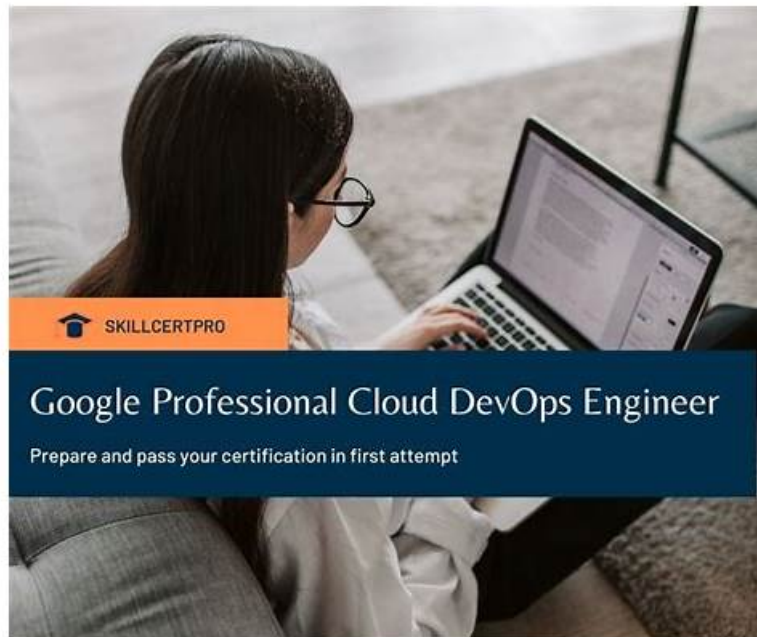 SKILLCERTPRO
Google Professional Cloud DevOps Engineer
Prepare and pass your certification in first attempt